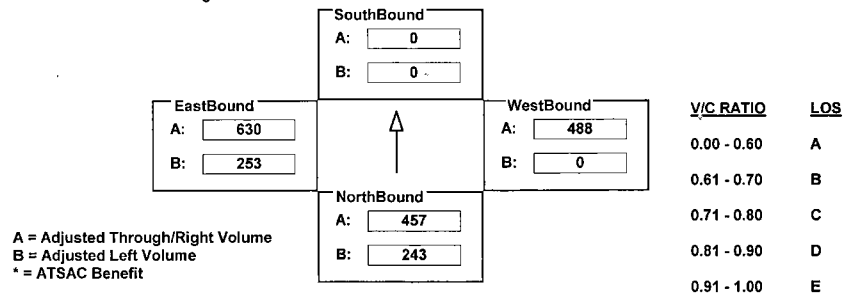 SouthBound
A: 0
B: 0
EastBound
A: 630
B: 253
WestBound
A: 488
B: 0
NorthBound
A: 457
B: 243
A = Adjusted Through/Right Volume
B = Adjusted Left Volume
* = ATSAC Benefit
V/C RATIO LOS
0.00 - 0.60 A
0.61 - 0.70 B
0.71 - 0.80 C
0.81 - 0.90 D
0.91 - 1.00 E